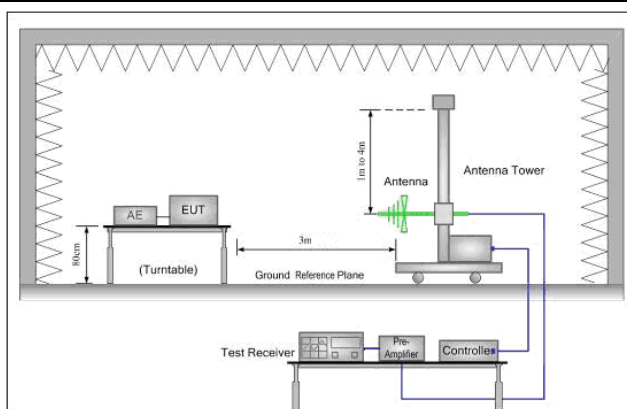 1m to 4m
Antenna
Antenna Tower
AE
EUT
80cm
3m
(Turntable)
Ground Reference Plane
Test Receiver
Pre-
Amplifier
Controller